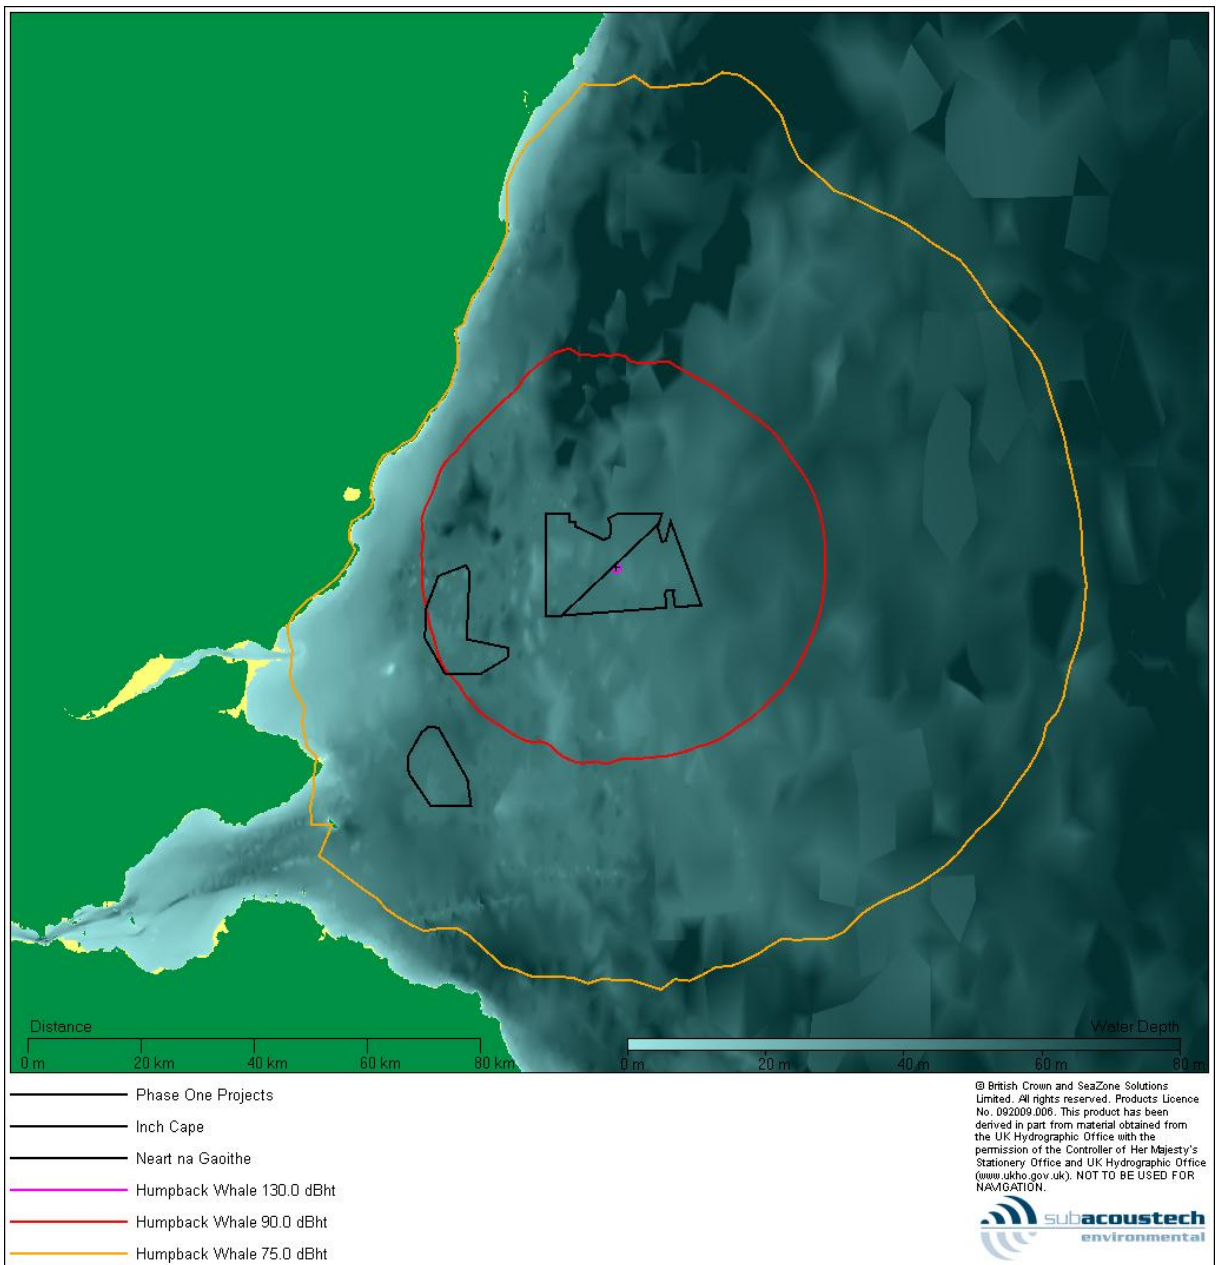 Distance
0 m 20 km 40 km 60 km 80 km
Water Depth
0 m 20 m 40 m 60 m 80 m
Phase One Projects
Inch Cape
Neart na Gaoithe
Humpback Whale 130.0 dBht
Humpback Whale 90.0 dBht
Humpback Whale 75.0 dBht
© British Crown and SeaZone Solutions
Limited. All rights reserved. Products Licence
No. 092009.006. This product has been
derived in part from material obtained from
the UK Hydrographic Office with the
permission of the Controller of Her Majesty's
Stationery Office and UK Hydrographic Office
(www.ukho.gov.uk). NOT TO BE USED FOR
NAVIGATION.
subacoustech
environmental